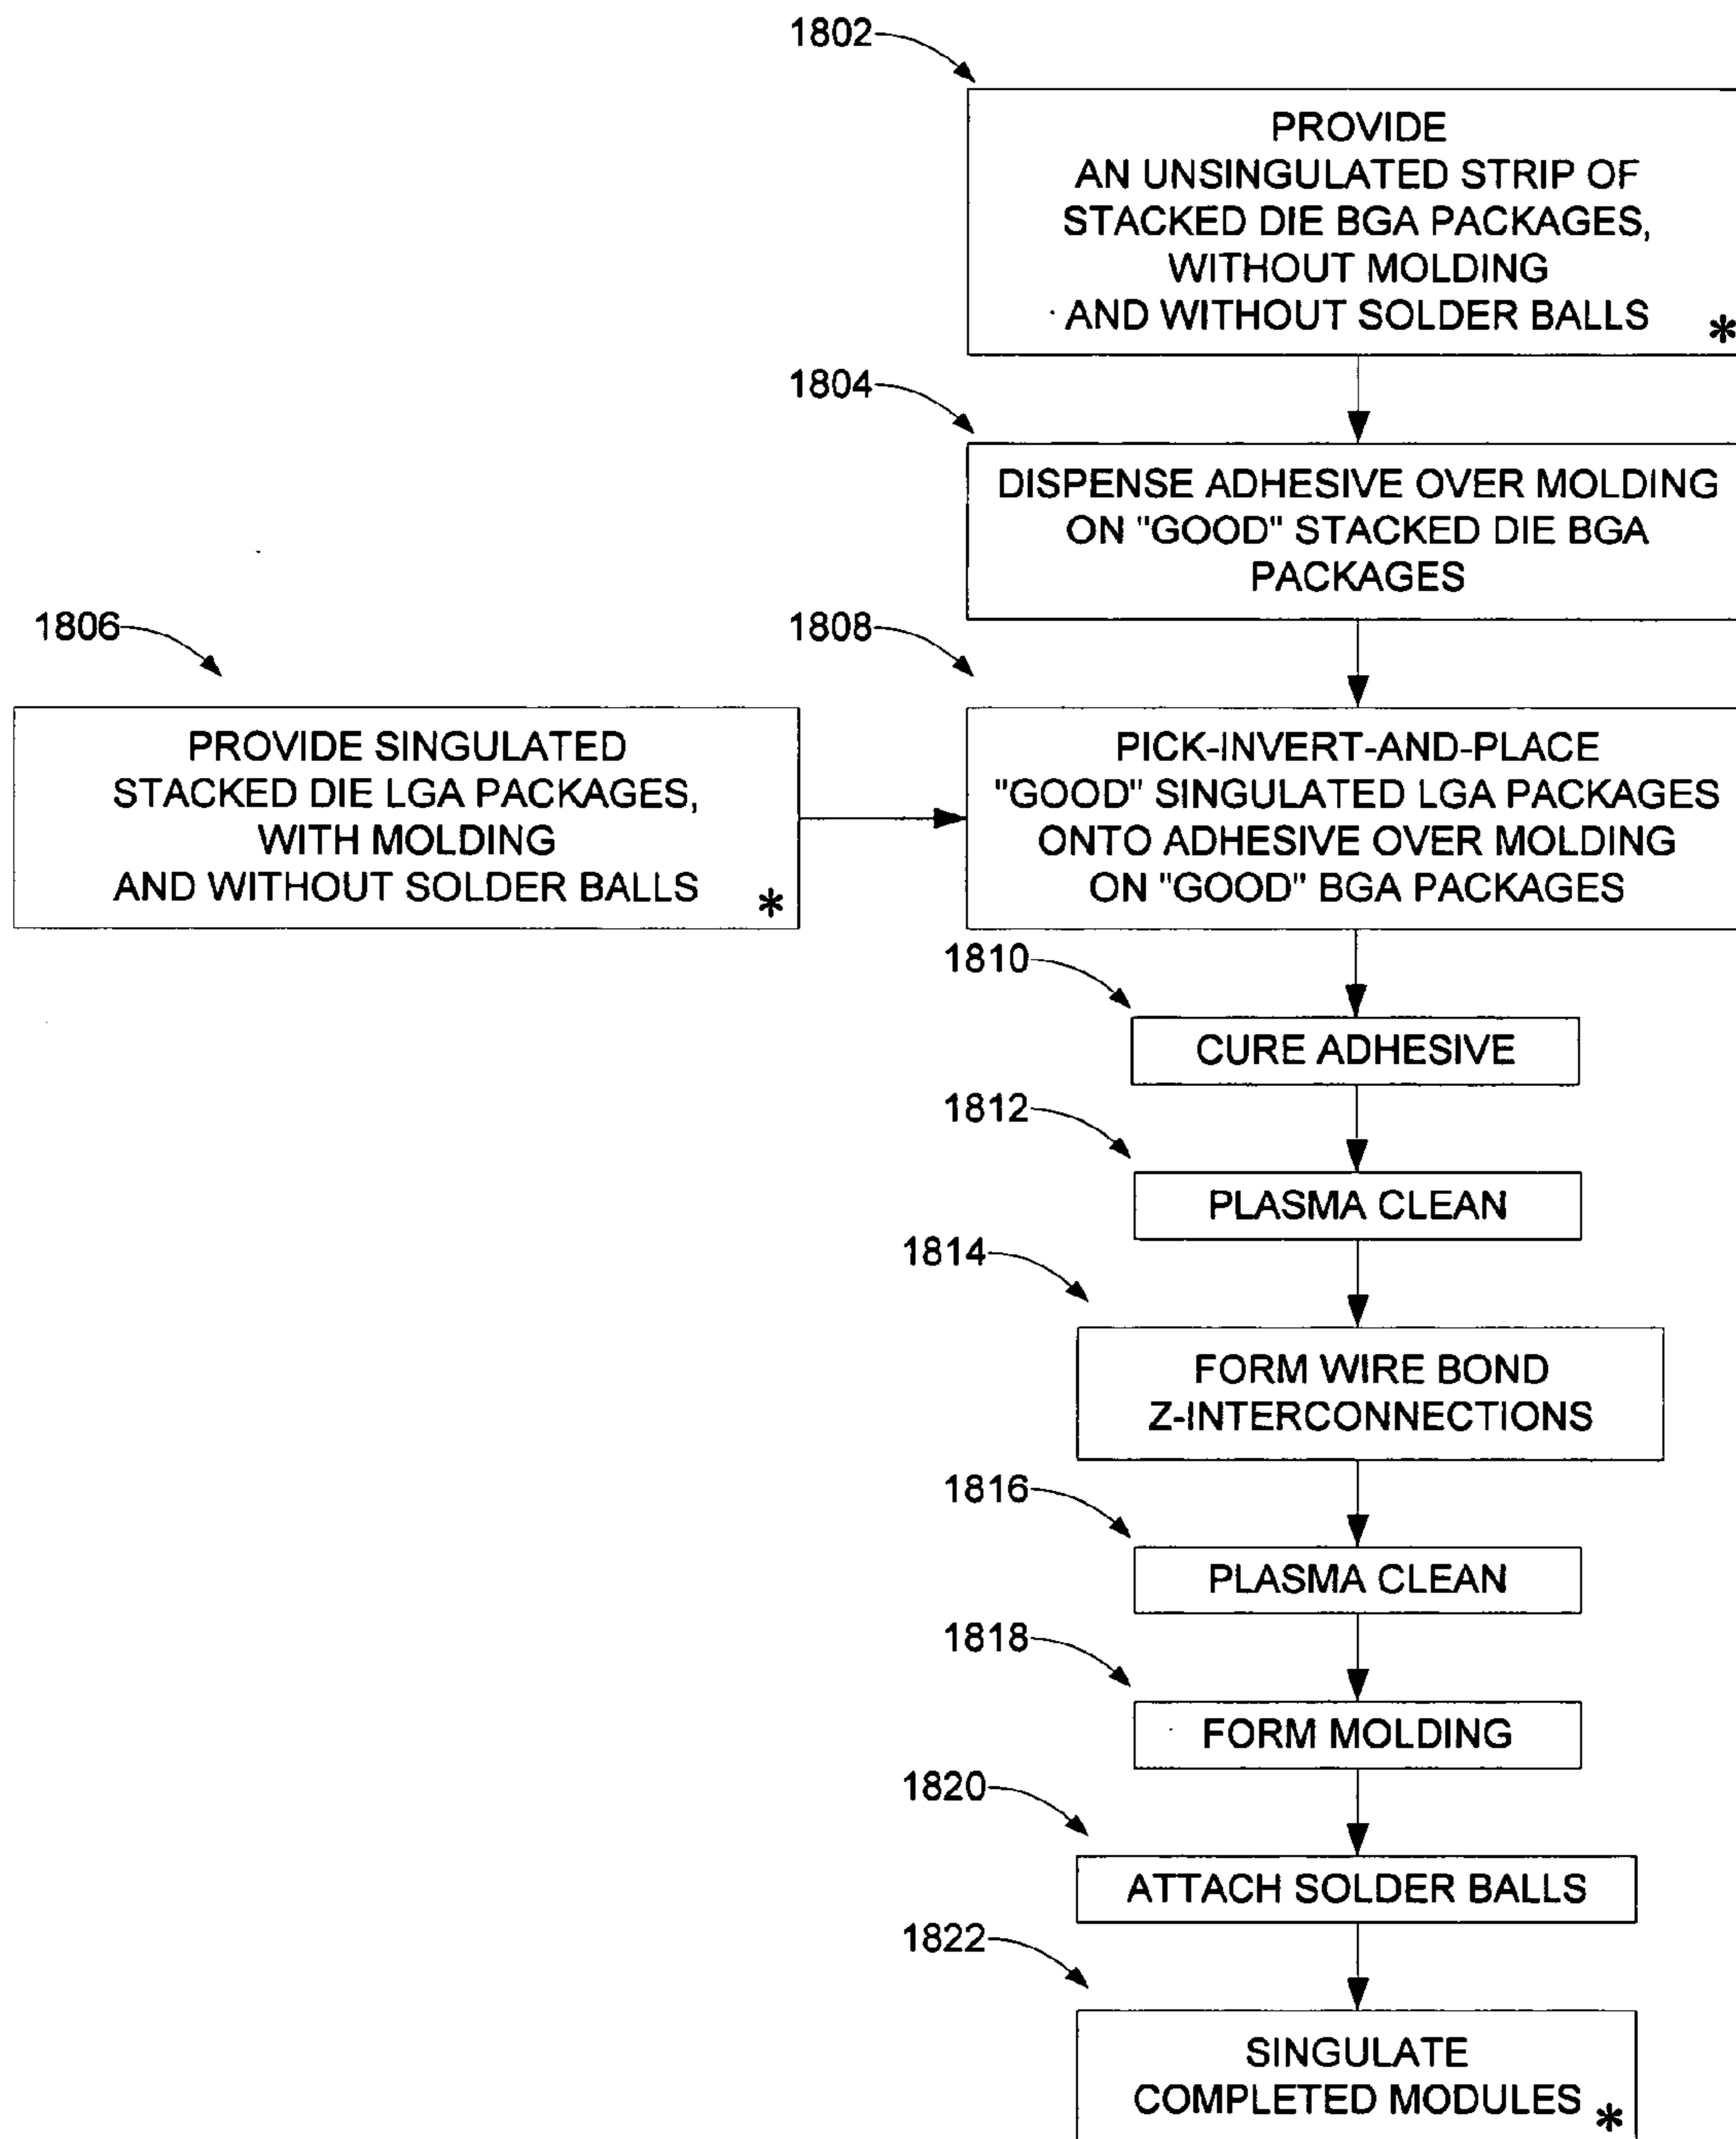 1802
PROVIDE
AN UNSINGULATED STRIP OF
STACKED DIE BGA PACKAGES,
WITHOUT MOLDING
AND WITHOUT SOLDER BALLS
*
1804
DISPENSE ADHESIVE OVER MOLDING
ON "GOOD" STACKED DIE BGA
PACKAGES
1806
PROVIDE SINGULATED
STACKED DIE LGA PACKAGES,
WITH MOLDING
AND WITHOUT SOLDER BALLS
*
1808
PICK-INVERT-AND-PLACE
"GOOD" SINGULATED LGA PACKAGES
ONTO ADHESIVE OVER MOLDING
ON "GOOD" BGA PACKAGES
1810
CURE ADHESIVE
1812
PLASMA CLEAN
1814
FORM WIRE BOND
Z-INTERCONNECTIONS
1816
PLASMA CLEAN
1818
FORM MOLDING
1820
ATTACH SOLDER BALLS
1822
SINGULATE
COMPLETED MODULES
*